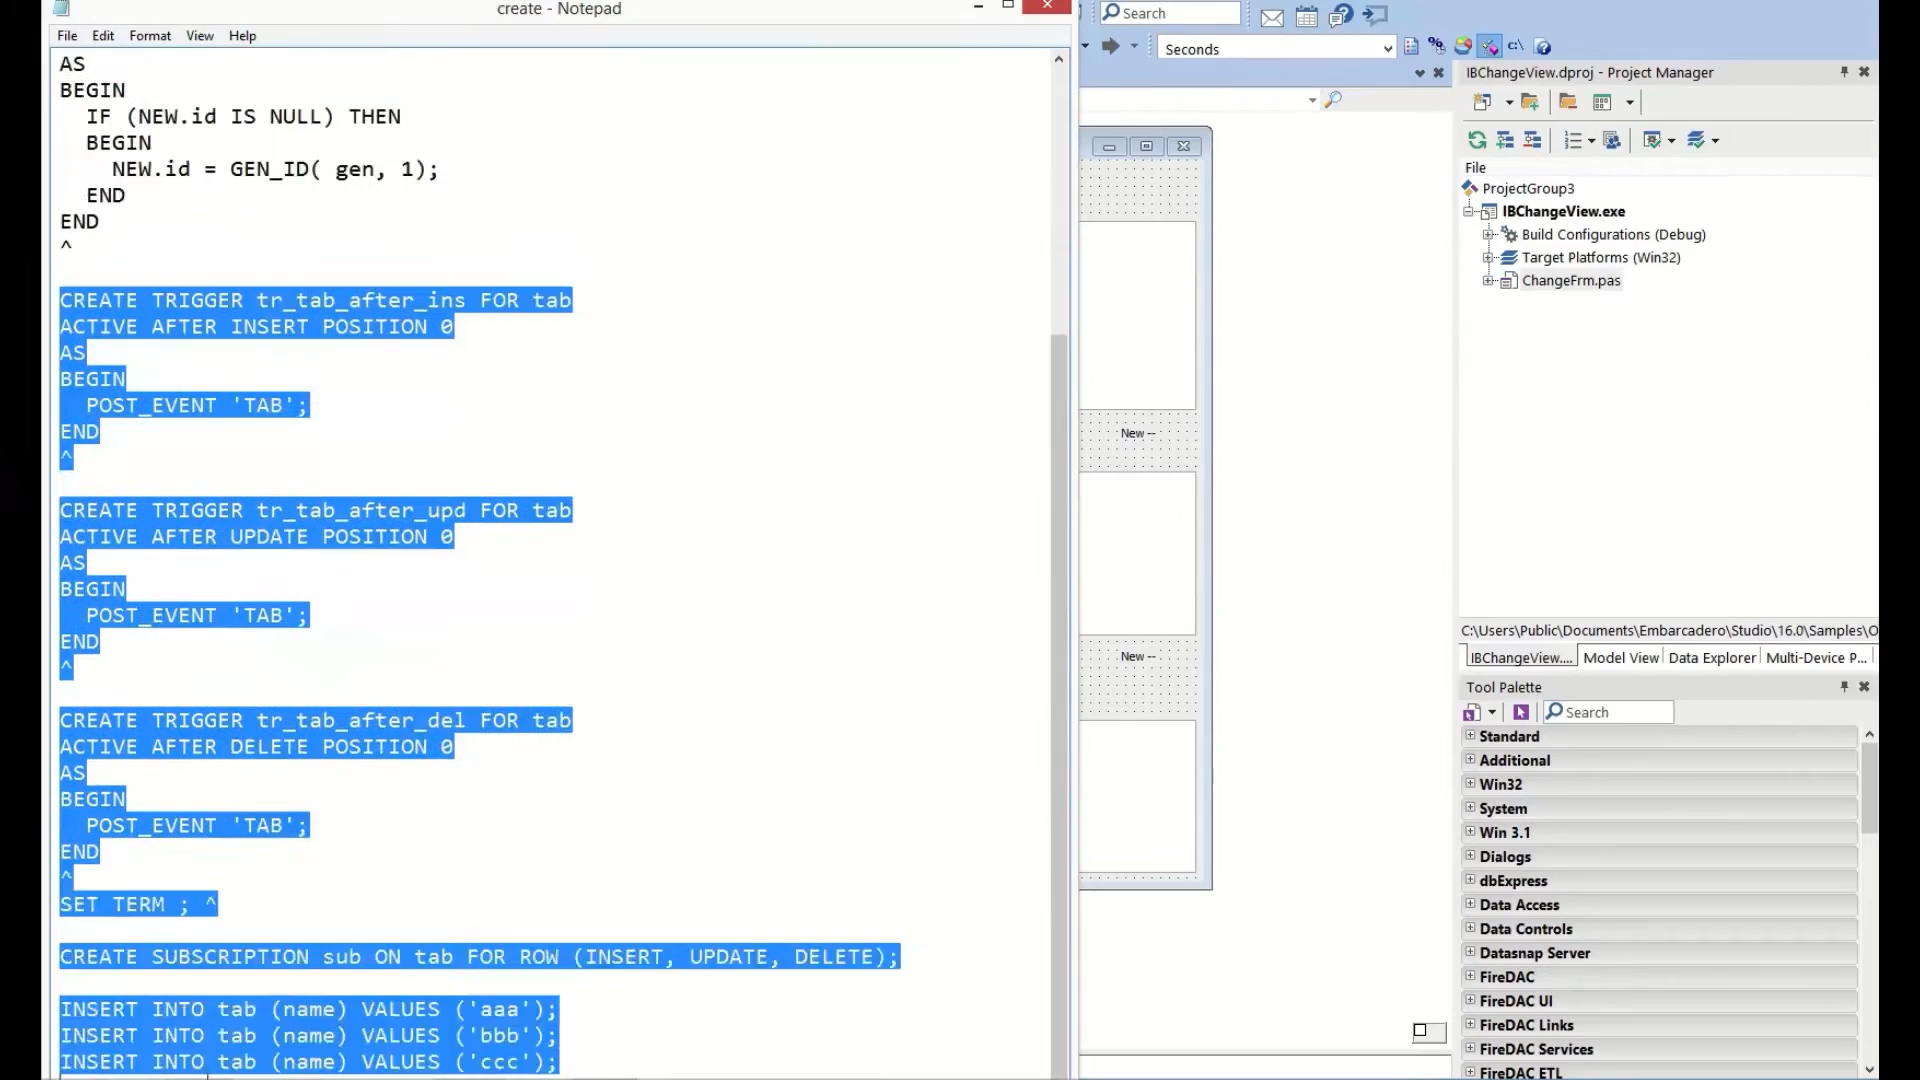 create - Notepad
File Edit Format View Help
AS
BEGIN
  IF (NEW.id IS NULL) THEN
  BEGIN
    NEW.id = GEN_ID( gen, 1);
  END
END
^
CREATE TRIGGER tr_tab_after_ins FOR tab
ACTIVE AFTER INSERT POSITION 0
AS
BEGIN
  POST_EVENT 'TAB';
END
^
CREATE TRIGGER tr_tab_after_upd FOR tab
ACTIVE AFTER UPDATE POSITION 0
AS
BEGIN
  POST_EVENT 'TAB';
END
^
CREATE TRIGGER tr_tab_after_del FOR tab
ACTIVE AFTER DELETE POSITION 0
AS
BEGIN
  POST_EVENT 'TAB';
END
^
SET TERM ; ^
CREATE SUBSCRIPTION sub ON tab FOR ROW (INSERT, UPDATE, DELETE);
INSERT INTO tab (name) VALUES ('aaa');
INSERT INTO tab (name) VALUES ('bbb');
INSERT INTO tab (name) VALUES ('ccc');
Search
Seconds
C:\
New --
New --
IBChangeView.dproj - Project Manager
File
ProjectGroup3
IBChangeView.exe
Build Configurations (Debug)
Target Platforms (Win32)
ChangeFrm.pas
C:\Users\Public\Documents\Embarcadero\Studio\16.0\Samples\O
IBChangeView.... Model View Data Explorer Multi-Device P...
Tool Palette
Search
Standard
Additional
Win32
System
Win 3.1
Dialogs
dbExpress
Data Access
Data Controls
Datasnap Server
FireDAC
FireDAC UI
FireDAC Links
FireDAC Services
FireDAC ETL